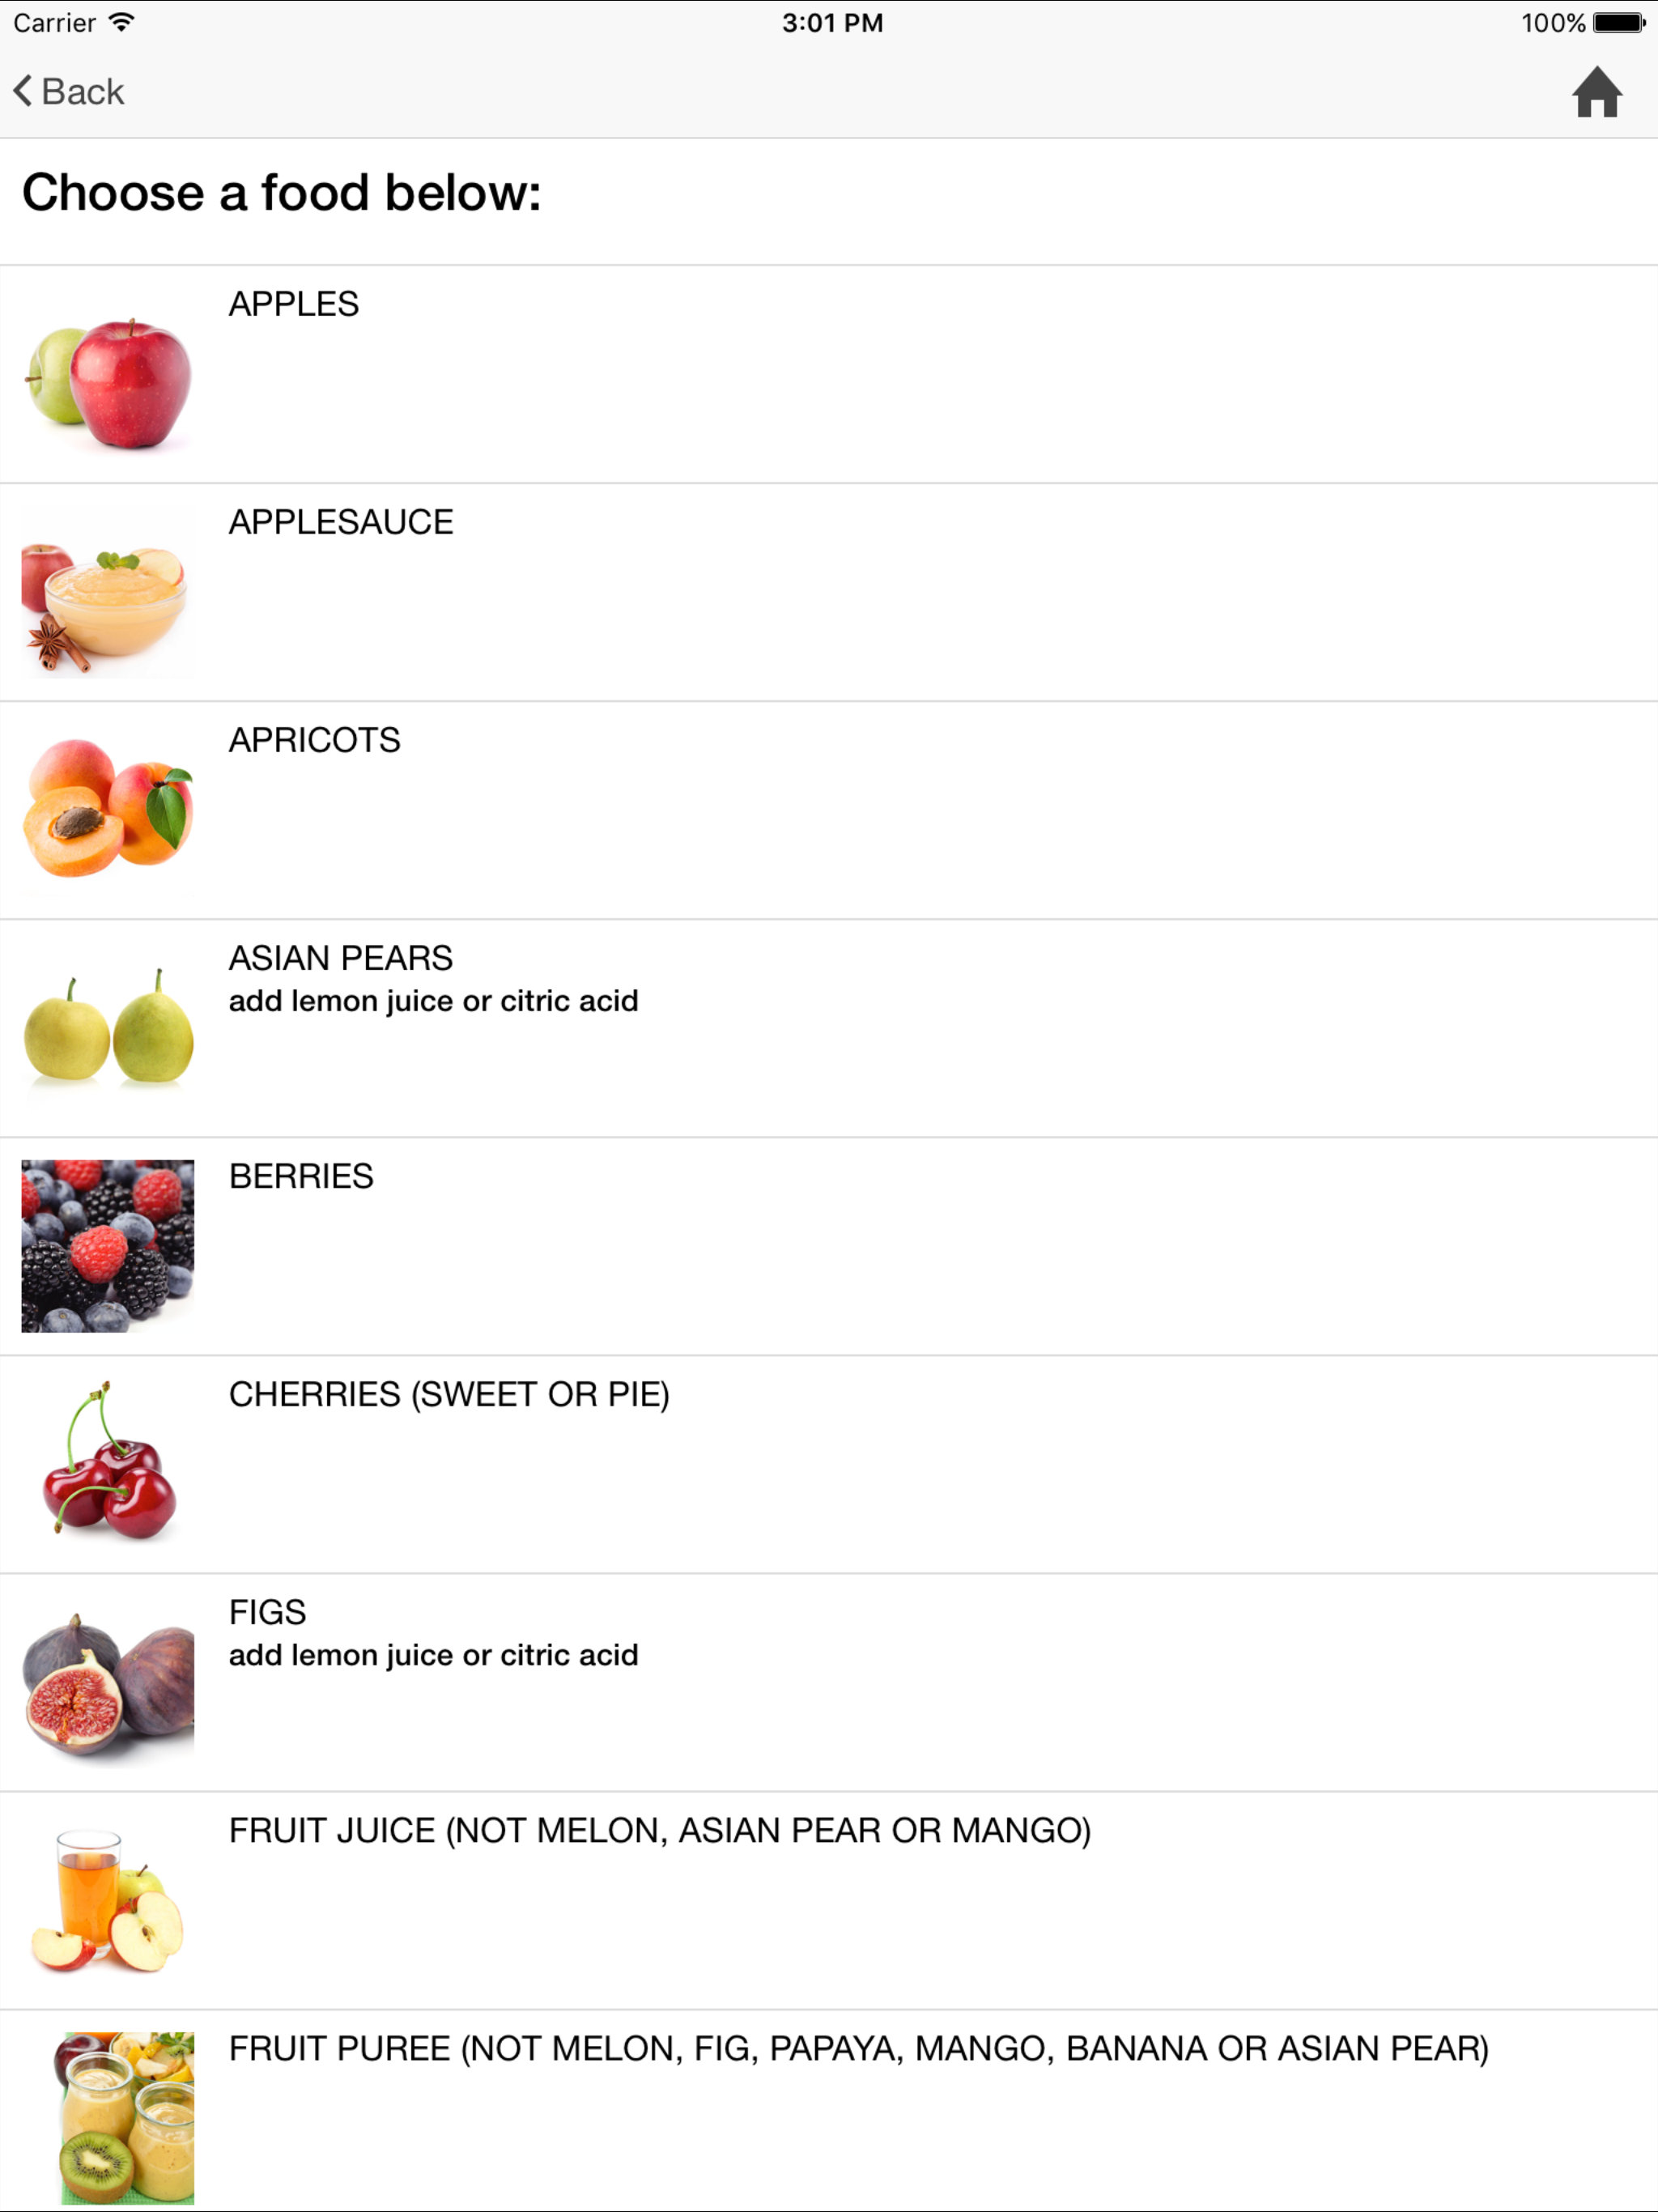 Carrier 3:01 PM 100%
Back
Choose a food below:
APPLES
APPLESAUCE
APRICOTS
ASIAN PEARS
add lemon juice or citric acid
BERRIES
CHERRIES (SWEET OR PIE)
FIGS
add lemon juice or citric acid
FRUIT JUICE (NOT MELON, ASIAN PEAR OR MANGO)
FRUIT PUREE (NOT MELON, FIG, PAPAYA, MANGO, BANANA OR ASIAN PEAR)